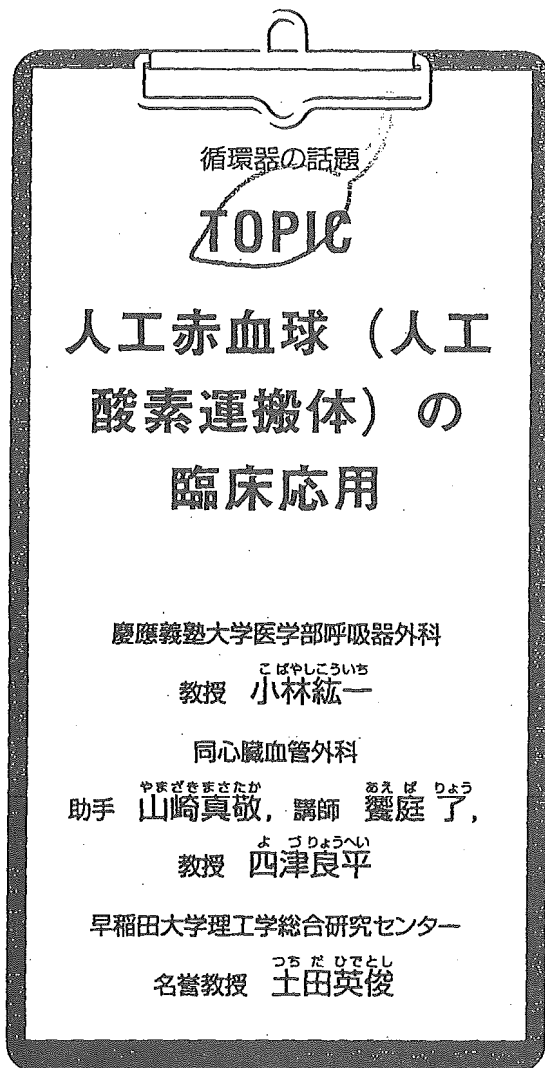 循環器の話題
TOPIC
人工赤血球（人工
酸素運搬体）の
臨床応用
慶應義塾大学医学部呼吸器外科
こばやしこういち
教授 小林紘一
同心臓血管外科
やまざきまさたか あえば りょう
助手 山崎真敬，講師 饗庭 了，
よ づりょうへい
教授 四津良平
早稲田大学理工学総合研究センター
つち だ ひでとし
名誉教授 土田英俊